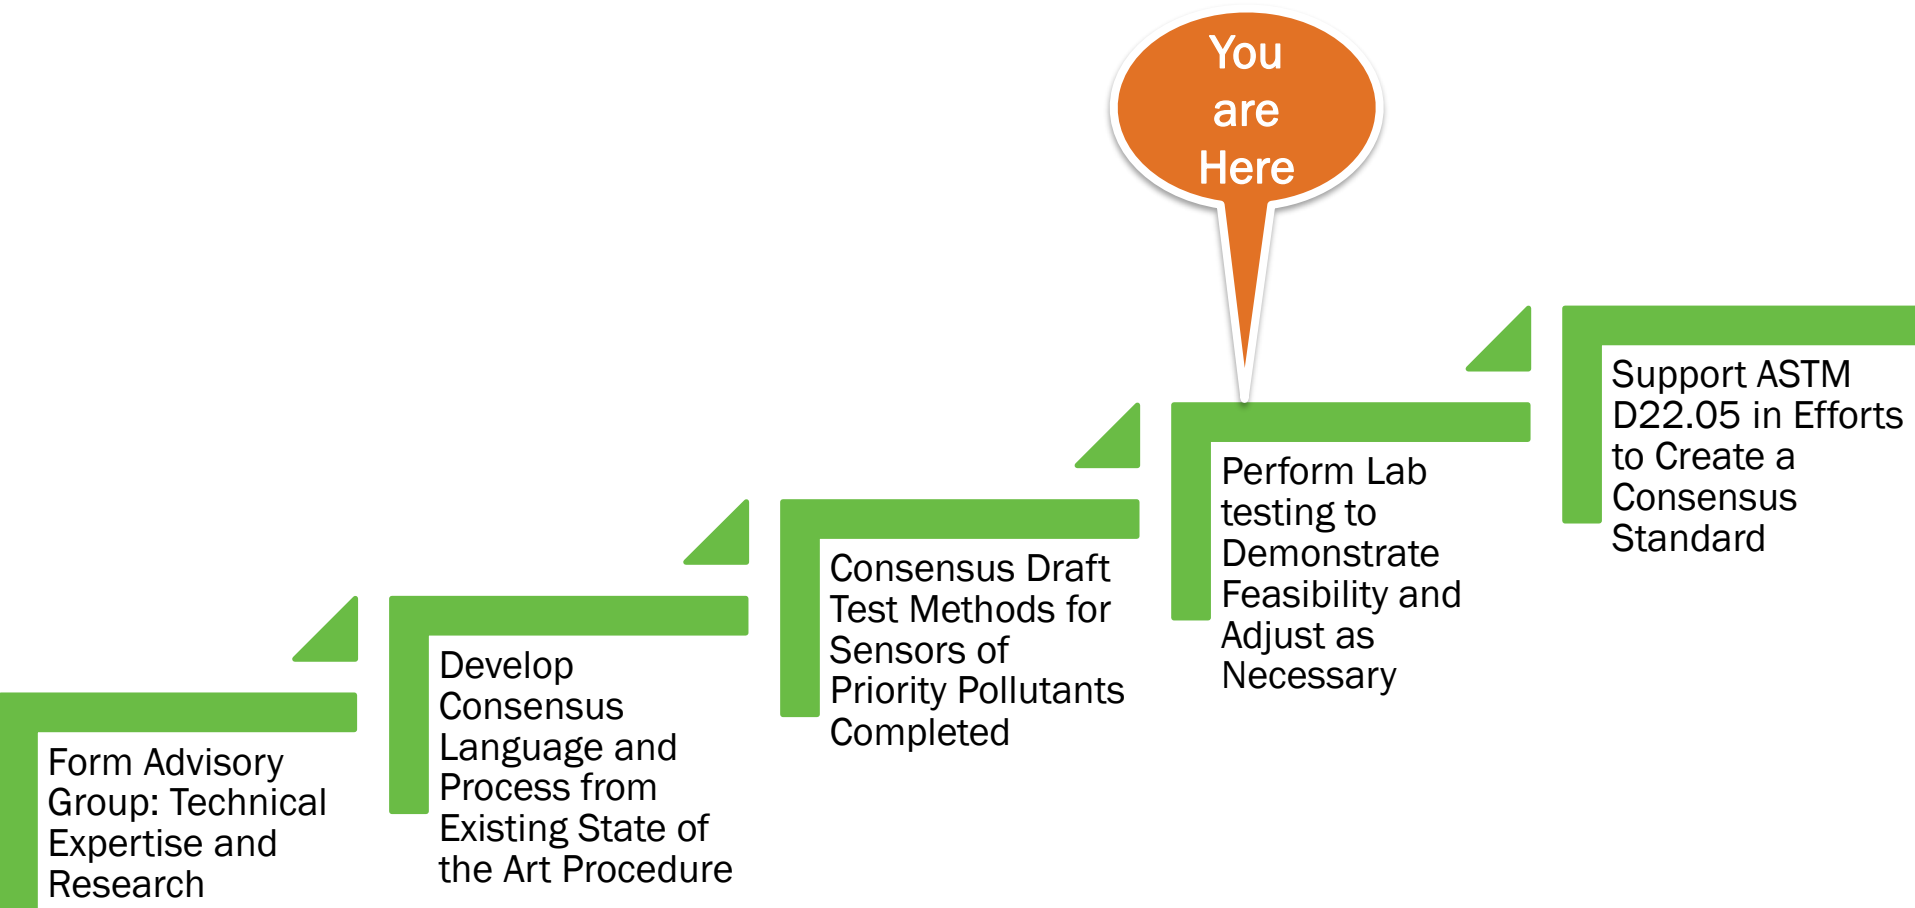 You
are
Here
Form Advisory
Group: Technical
Expertise and
Research
Develop
Consensus
Language and
Process from
Existing State of
the Art Procedure
Consensus Draft
Test Methods for
Sensors of
Priority Pollutants
Completed
Perform Lab
testing to
Demonstrate
Feasibility and
Adjust as
Necessary
Support ASTM
D22.05 in Efforts
to Create a
Consensus
Standard